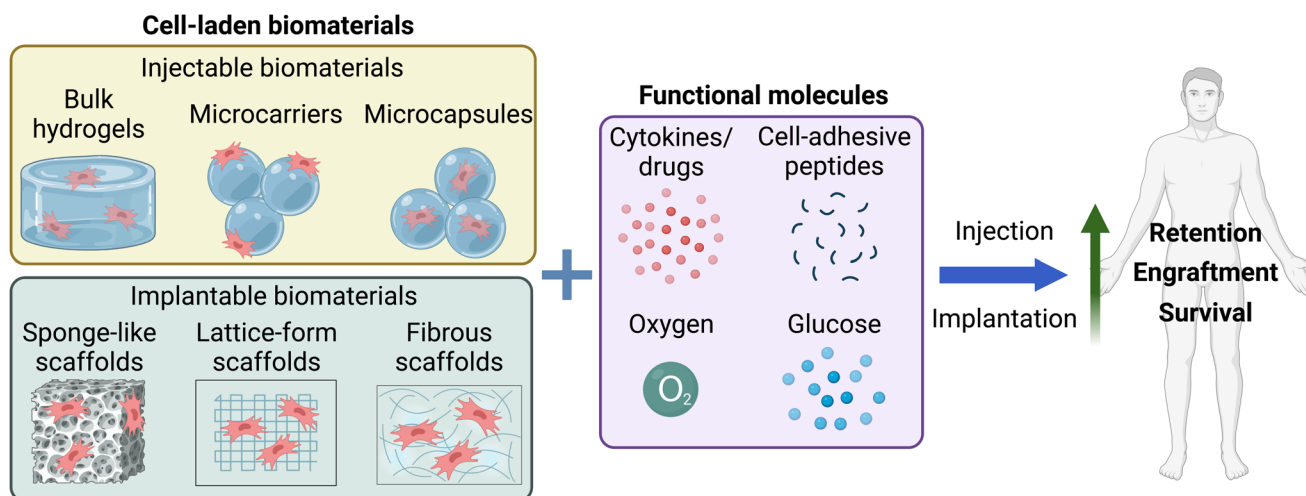 Cell-laden biomaterials
Injectable biomaterials
Bulk
hydrogels
Microcarriers
Microcapsules
Implantable biomaterials
Sponge-like
scaffolds
Lattice-form
scaffolds
Fibrous
scaffolds
+
Functional molecules
Cytokines/
drugs
Cell-adhesive
peptides
Oxygen
O₂
Glucose
Injection
Implantation
Retention
Engraftment
Survival